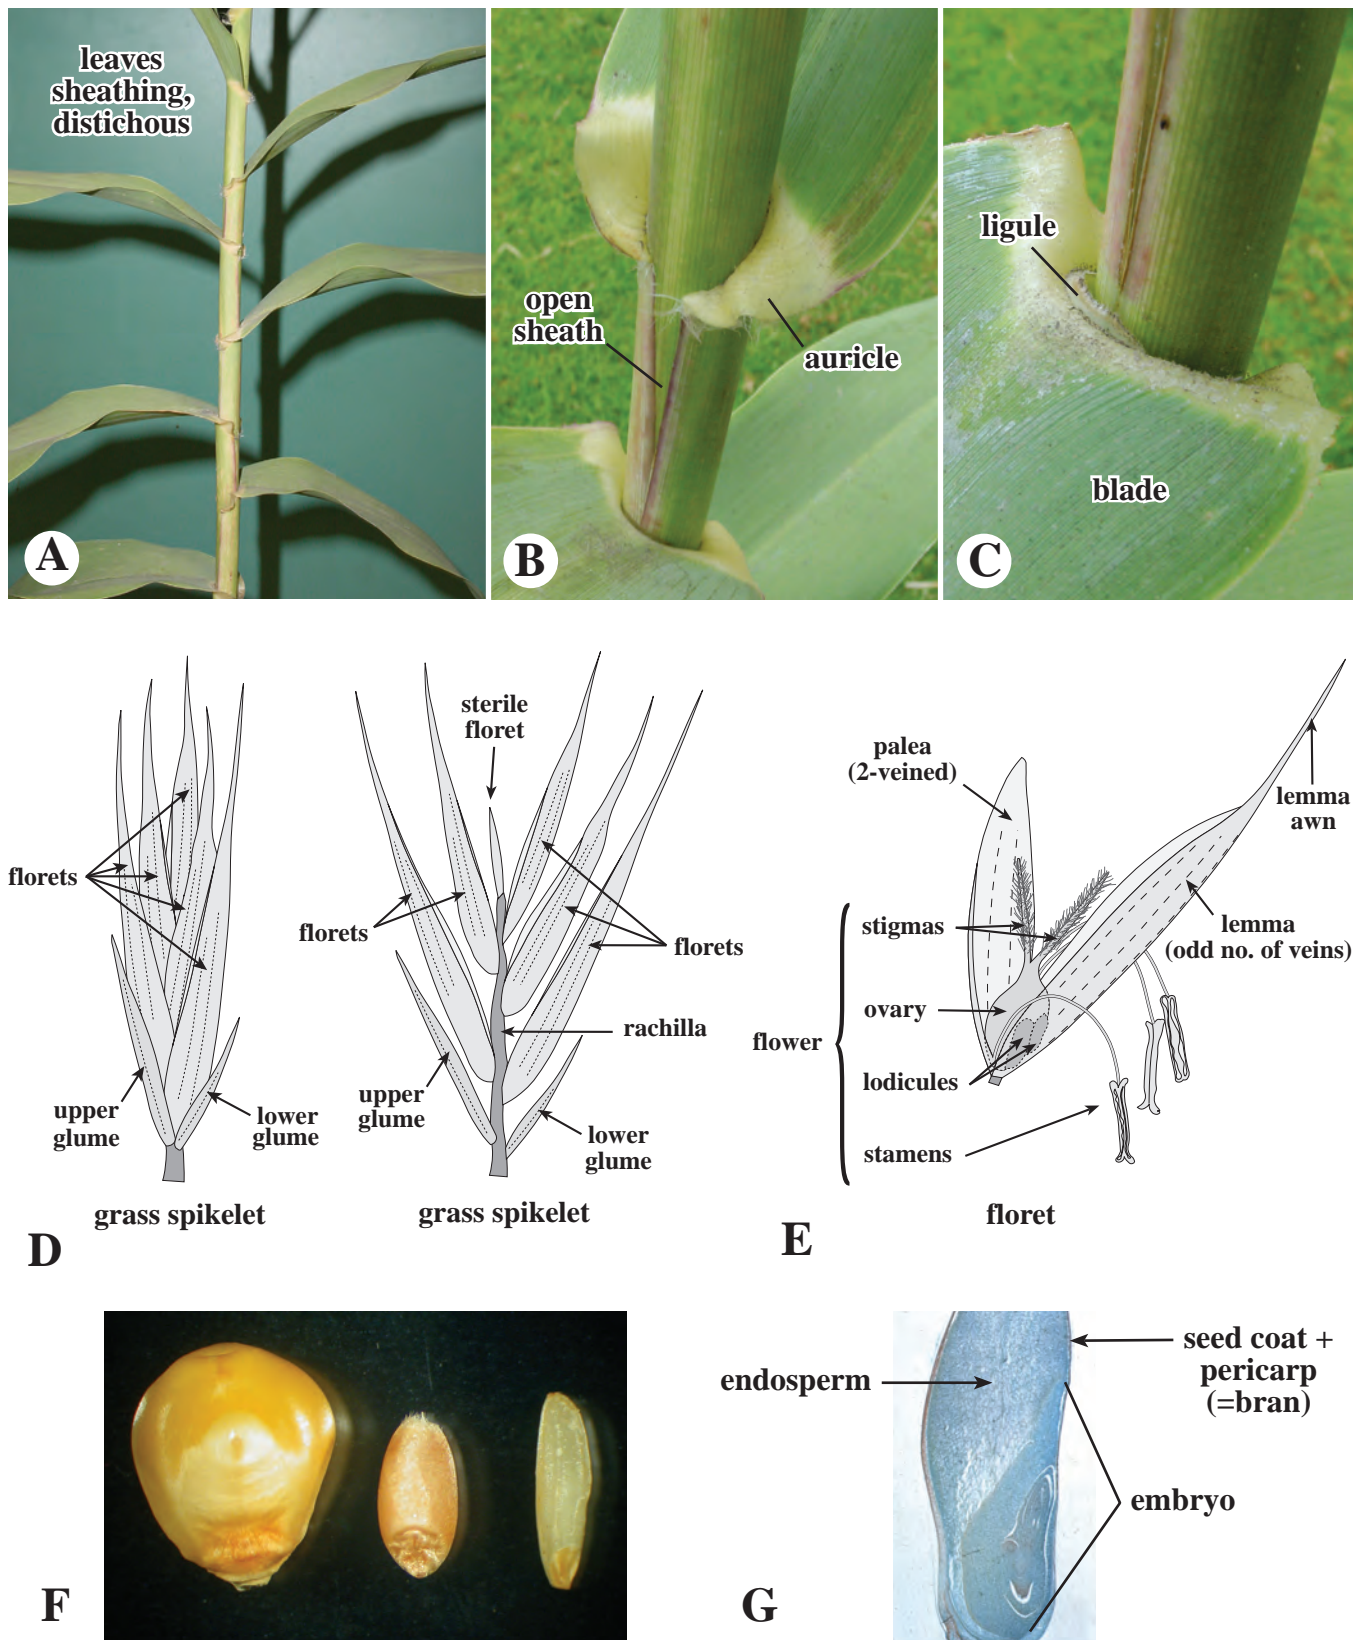 leaves
sheathing,
distichous
A
open
sheath
auricle
B
ligule
blade
C
florets
upper
glume
lower
glume
grass spikelet
sterile
floret
florets
florets
rachilla
upper
glume
lower
glume
grass spikelet
D
palea
(2-veined)
lemma
awn
lemma
(odd no. of veins)
stigmas
ovary
flower
lodicules
stamens
floret
E
F
endosperm
seed coat +
pericarp
(=bran)
embryo
G